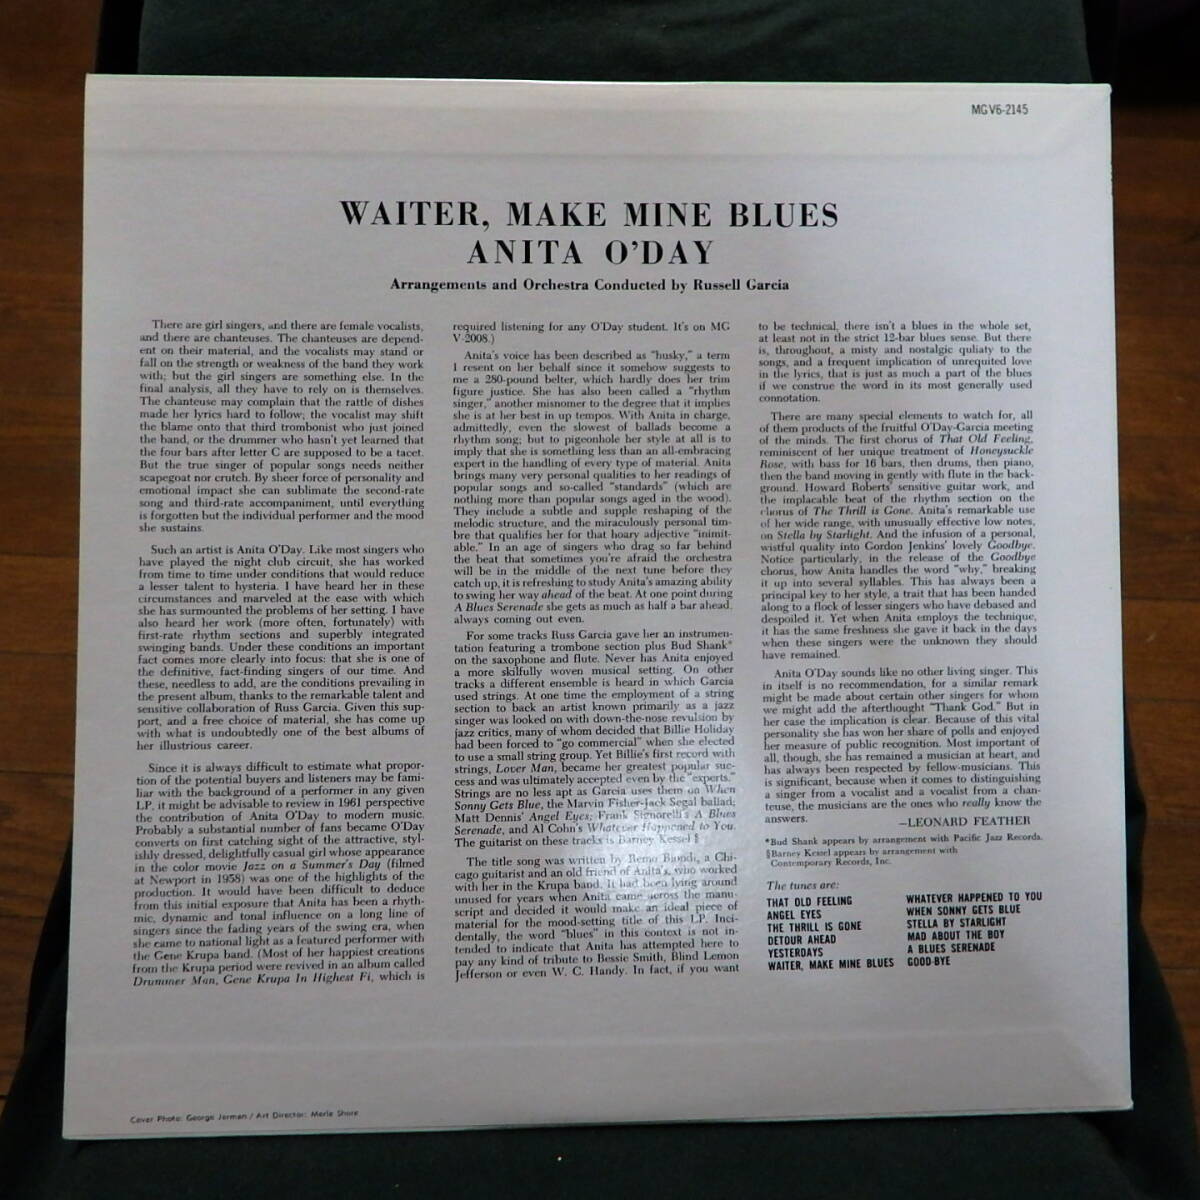 MG V6-2145
WAITER, MAKE MINE BLUES
ANITA O'DAY
Arrangements and Orchestra Conducted by Russell Garcia
There are girl singers, and there are female vocalists,
and there are chanteuses. The chanteuses are depend-
ent on their material, and the vocalists may stand or
fall on the strength or weakness of the band they work
with; but the girl singers are something else. In the
final analysis, all they have to rely on is themselves.
The chanteuse may complain that the rattle of dishes
made her lyrics hard to follow; the vocalist may shift
the blame onto that third trombonist who just joined
the band, or the drummer who hasn't yet learned that
the four bars after letter C are supposed to be a tacet.
But the true singer of popular songs needs neither
scapegoat nor crutch. By sheer force of personality and
emotional impact she can sublimate the second-rate
song and third-rate accompaniment, until everything
is forgotten but the individual performer and the mood
she sustains.
Such an artist is Anita O'Day. Like most singers who
have played the night club circuit, she has worked
from time to time under conditions that would reduce
a lesser talent to hysteria. I have heard her in these
circumstances and marveled at the ease with which
she has surmounted the problems of her setting. I have
also heard her work (more often, fortunately) with
first-rate rhythm sections and superbly integrated
swinging bands. Under these conditions an important
fact comes more clearly into focus: that she is one of
the definitive, fact-finding singers of our time. And
these, needless to add, are the conditions prevailing in
the present album, thanks to the remarkable talent and
sensitive collaboration of Russ Garcia. Given this sup-
port, and a free choice of material, she has come up
with what is undoubtedly one of the best albums of
her illustrious career.
Since it is always difficult to estimate what propor-
tion of the potential buyers and listeners may be fami-
liar with the background of a performer in any given
LP, it might be advisable to review in 1961 perspective
the contribution of Anita O'Day to modern music.
Probably a substantial number of fans became O'Day
converts on first catching sight of the attractive, styl-
ishly dressed, delightfully casual girl whose appearance
in the color movie Jazz on a Summer's Day (filmed
at Newport in 1958) was one of the highlights of the
production. It would have been difficult to deduce
from this initial exposure that Anita has been a rhyth-
mic, dynamic and tonal influence on a long line of
singers since the fading years of the swing era, when
she came to national light as a featured performer with
the Gene Krupa band. (Most of her happiest creations
from the Krupa period were revived in an album called
Drummer Man, Gene Krupa In Highest Fi, which is
required listening for any O'Day student. It's on MG
V-2008.)
Anita's voice has been described as "husky," a term
I resent on her behalf since it somehow suggests to
me a 280-pound belter, which hardly does her trim
figure justice. She has also been called a "rhythm
singer," another misnomer to the degree that it implies
she is at her best in up tempos. With Anita in charge,
admittedly, even the slowest of ballads become a
rhythm song; but to pigeonhole her style at all is to
imply that she is something less than an all-embracing
expert in the handling of every type of material. Anita
brings many very personal qualities to her readings of
popular songs and so-called "standards" (which are
nothing more than popular songs aged in the wood).
They include a subtle and supple reshaping of the
melodic structure, and the miraculously personal tim-
bre that qualifies her for that hoary adjective "inimit-
able." In an age of singers who drag so far behind
the beat that sometimes you're afraid the orchestra
will be in the middle of the next tune before they
catch up, it is refreshing to study Anita's amazing ability
to swing her way ahead of the beat. At one point during
A Blues Serenade she gets as much as half a bar ahead,
always coming out even.
For some tracks Russ Garcia gave her an instrumen-
tation featuring a trombone section plus Bud Shank*
on the saxophone and flute. Never has Anita enjoyed
a more skilfully woven musical setting. On other
tracks a different ensemble is heard in which Garcia
used strings. At one time the employment of a string
section to back an artist known primarily as a jazz
singer was looked on with down-the-nose revulsion by
jazz critics, many of whom decided that Billie Holiday
had been forced to "go commercial" when she elected
to use a small string group. Yet Billie's first record with
strings, Lover Man, became her greatest popular suc-
cess and was ultimately accepted even by the "experts."
Strings are no less apt as Garcia uses them on When
Sonny Gets Blue, the Marvin Fisher-Jack Segal ballad;
Matt Dennis' Angel Eyes; Frank Signorelli's A Blues
Serenade, and Al Cohn's Whatever Happened to You.
The guitarist on these tracks is Barney Kessel.§
The title song was written by Remo Biondi, a Chi-
cago guitarist and an old friend of Anita's, who worked
with her in the Krupa band. It had been lying around
unused for years when Anita came across the manu-
script and decided it would make an ideal piece of
material for the mood-setting title of this LP. Inci-
dentally, the word "blues" in this context is not in-
tended to indicate that Anita has attempted here to
pay any kind of tribute to Bessie Smith, Blind Lemon
Jefferson or even W. C. Handy. In fact, if you want
to be technical, there isn't a blues in the whole set,
at least not in the strict 12-bar blues sense. But there
is, throughout, a misty and nostalgic quliaty to the
songs, and a frequent implication of unrequited love
in the lyrics, that is just as much a part of the blues
if we construe the word in its most generally used
connotation.
There are many special elements to watch for, all
of them products of the fruitful O'Day-Garcia meeting
of the minds. The first chorus of That Old Feeling,
reminiscent of her unique treatment of Honeysuckle
Rose, with bass for 16 bars, then drums, then piano,
then the band moving in gently with flute in the back-
ground. Howard Roberts' sensitive guitar work, and
the implacable beat of the rhythm section on the
chorus of The Thrill is Gone. Anita's remarkable use
of her wide range, with unusually effective low notes,
on Stella by Starlight. And the infusion of a personal,
wistful quality into Gordon Jenkins' lovely Goodbye.
Notice particularly, in the release of the Goodbye
chorus, how Anita handles the word "why," breaking
it up into several syllables. This has always been a
principal key to her style, a trait that has been handed
along to a flock of lesser singers who have debased and
despoiled it. Yet when Anita employs the technique,
it has the same freshness she gave it back in the days
when these singers were the unknown they should
have remained.
Anita O'Day sounds like no other living singer. This
in itself is no recommendation, for a similar remark
might be made about certain other singers for whom
we might add the afterthought "Thank God." But in
her case the implication is clear. Because of this vital
personality she has won her share of polls and enjoyed
her measure of public recognition. Most important of
all, though, she has remained a musician at heart, and
has always been respected by fellow-musicians. This
is significant, because when it comes to distinguishing
a singer from a vocalist and a vocalist from a chan-
teuse, the musicians are the ones who really know the
answers.
—LEONARD FEATHER
*Bud Shank appears by arrangement with Pacific Jazz Records.
§Barney Kessel appears by arrangement with
Contemporary Records, Inc.
The tunes are:
THAT OLD FEELING
ANGEL EYES
THE THRILL IS GONE
DETOUR AHEAD
YESTERDAYS
WAITER, MAKE MINE BLUES
WHATEVER HAPPENED TO YOU
WHEN SONNY GETS BLUE
STELLA BY STARLIGHT
MAD ABOUT THE BOY
A BLUES SERENADE
GOOD-BYE
Cover Photo: George Jerman / Art Director: Merle Shore